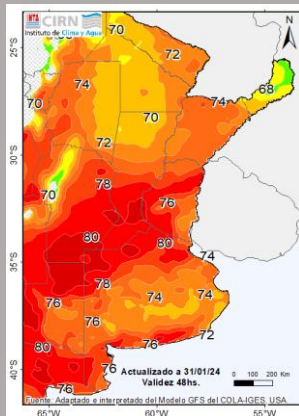 INTA CIRN
Instituto de Clima y Agua
N
70
72
25°S
74
70
68
74
70
30°S
72
78
70
76
80
80
74
35°S
78
76
74
74
76
72
76
80
Actualizado a 31/01/24
Validez 48hs.
0 100 200 Km
40°S
76
76
Fuente: Adaptado e interpretado del Modelo GFS del COLA-IGES, USA.
65°W 60°W 55°W